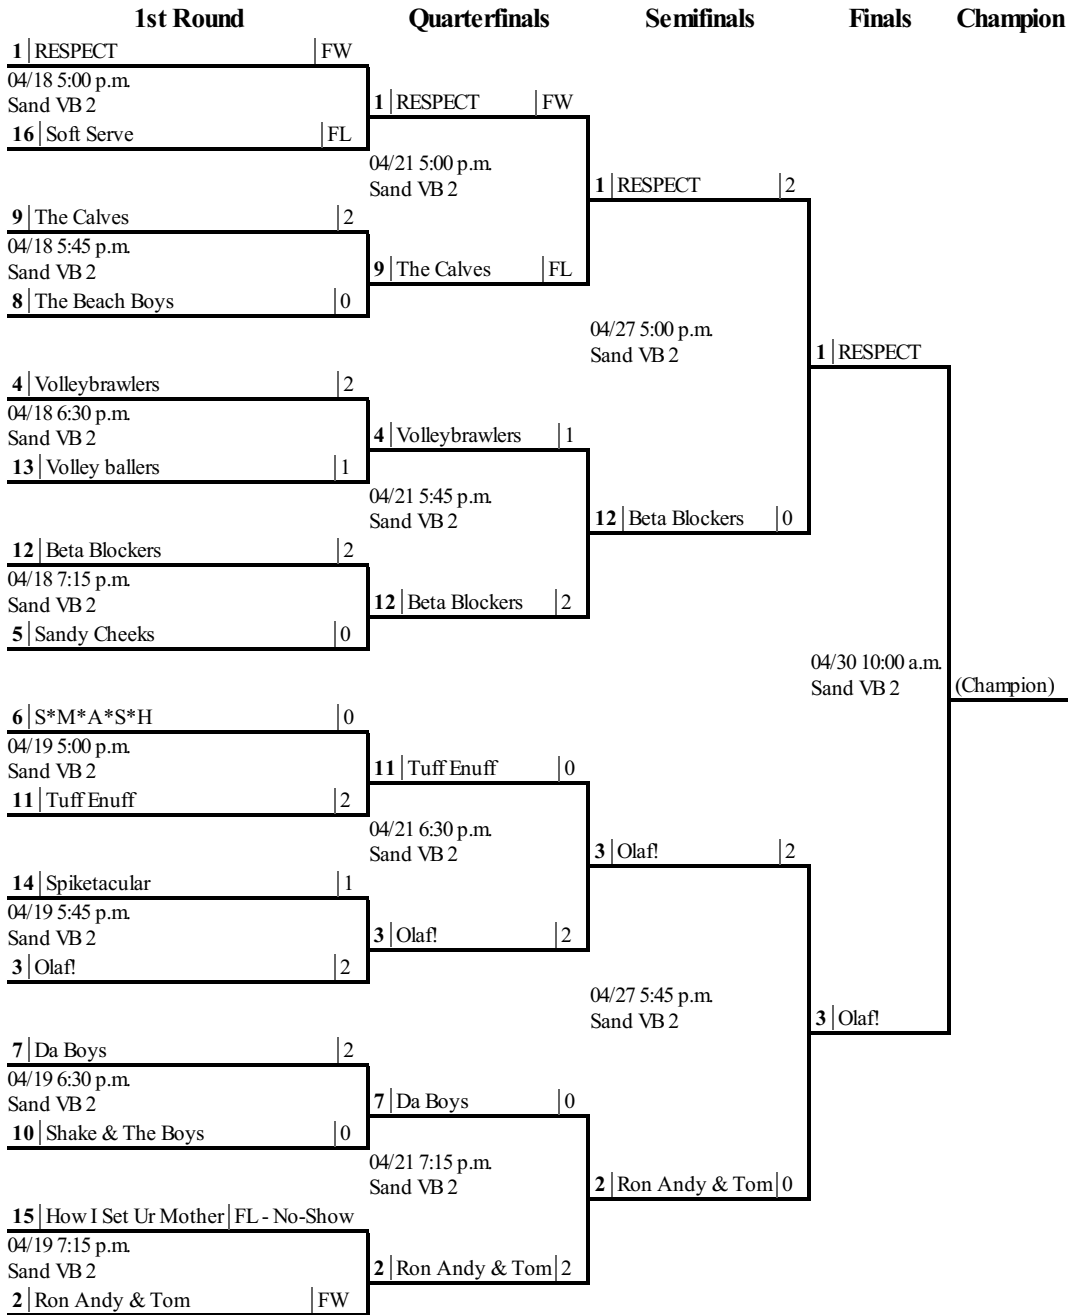 1st Round Quarterfinals Semifinals Finals Champion
1 RESPECT FW
04/18 5:00 p.m.
Sand VB 2
16 Soft Serve FL
9 The Calves 2
04/18 5:45 p.m.
Sand VB 2
8 The Beach Boys 0
4 Volleybrawlers 2
04/18 6:30 p.m.
Sand VB 2
13 Volley ballers 1
12 Beta Blockers 2
04/18 7:15 p.m.
Sand VB 2
5 Sandy Cheeks 0
6 S*M*A*S*H 0
04/19 5:00 p.m.
Sand VB 2
11 Tuff Enuff 2
14 Spiketacular 1
04/19 5:45 p.m.
Sand VB 2
3 Olaf! 2
7 Da Boys 2
04/19 6:30 p.m.
Sand VB 2
10 Shake & The Boys 0
15 How I Set Ur Mother FL - No-Show
04/19 7:15 p.m.
Sand VB 2
2 Ron Andy & Tom FW
1 RESPECT FW
04/21 5:00 p.m.
Sand VB 2
9 The Calves FL
4 Volleybrawlers 1
04/21 5:45 p.m.
Sand VB 2
12 Beta Blockers 2
11 Tuff Enuff 0
04/21 6:30 p.m.
Sand VB 2
3 Olaf! 2
7 Da Boys 0
04/21 7:15 p.m.
Sand VB 2
2 Ron Andy & Tom 2
1 RESPECT 2
04/27 5:00 p.m.
Sand VB 2
12 Beta Blockers 0
3 Olaf! 2
04/27 5:45 p.m.
Sand VB 2
2 Ron Andy & Tom 0
1 RESPECT
04/30 10:00 a.m.
Sand VB 2
3 Olaf!
(Champion)